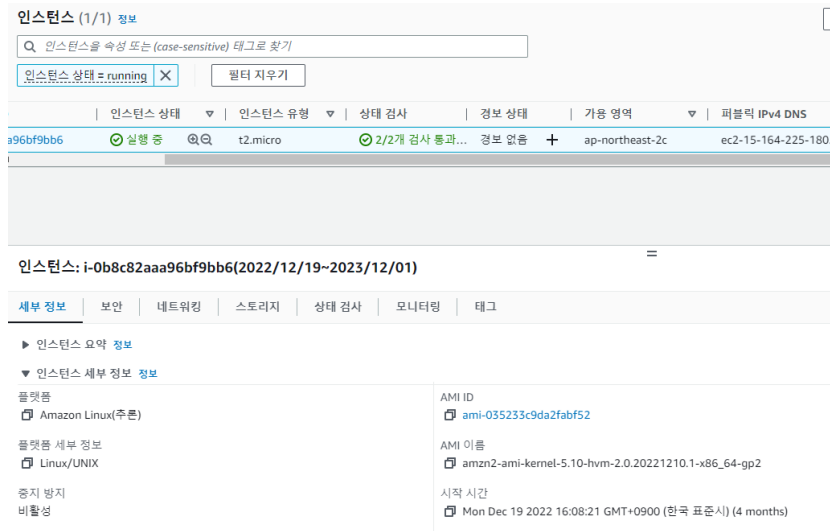 인스턴스 (1/1) 정보
인스턴스을 속성 또는 (case-sensitive) 태그로 찾기
인스턴스 상태 = running 필터 지우기
인스턴스 상태 인스턴스 유형 상태 검사 경보 상태 가용 영역 퍼블릭 IPv4 DNS
a96bf9bb6 실행 중 t2.micro 2/2개 검사 통과... 경보 없음 ap-northeast-2c ec2-15-164-225-180
인스턴스: i-0b8c82aaa96bf9bb6(2022/12/19~2023/12/01)
세부 정보 보안 네트워킹 스토리지 상태 검사 모니터링 태그
인스턴스 요약 정보
인스턴스 세부 정보 정보
플랫폼 AMI ID
Amazon Linux(추론) ami-035233c9da2fabf52
플랫폼 세부 정보 AMI 이름
Linux/UNIX amzn2-ami-kernel-5.10-hvm-2.0.20221210.1-x86_64-gp2
중지 방지 시작 시간
비활성 Mon Dec 19 2022 16:08:21 GMT+0900 (한국 표준시) (4 months)